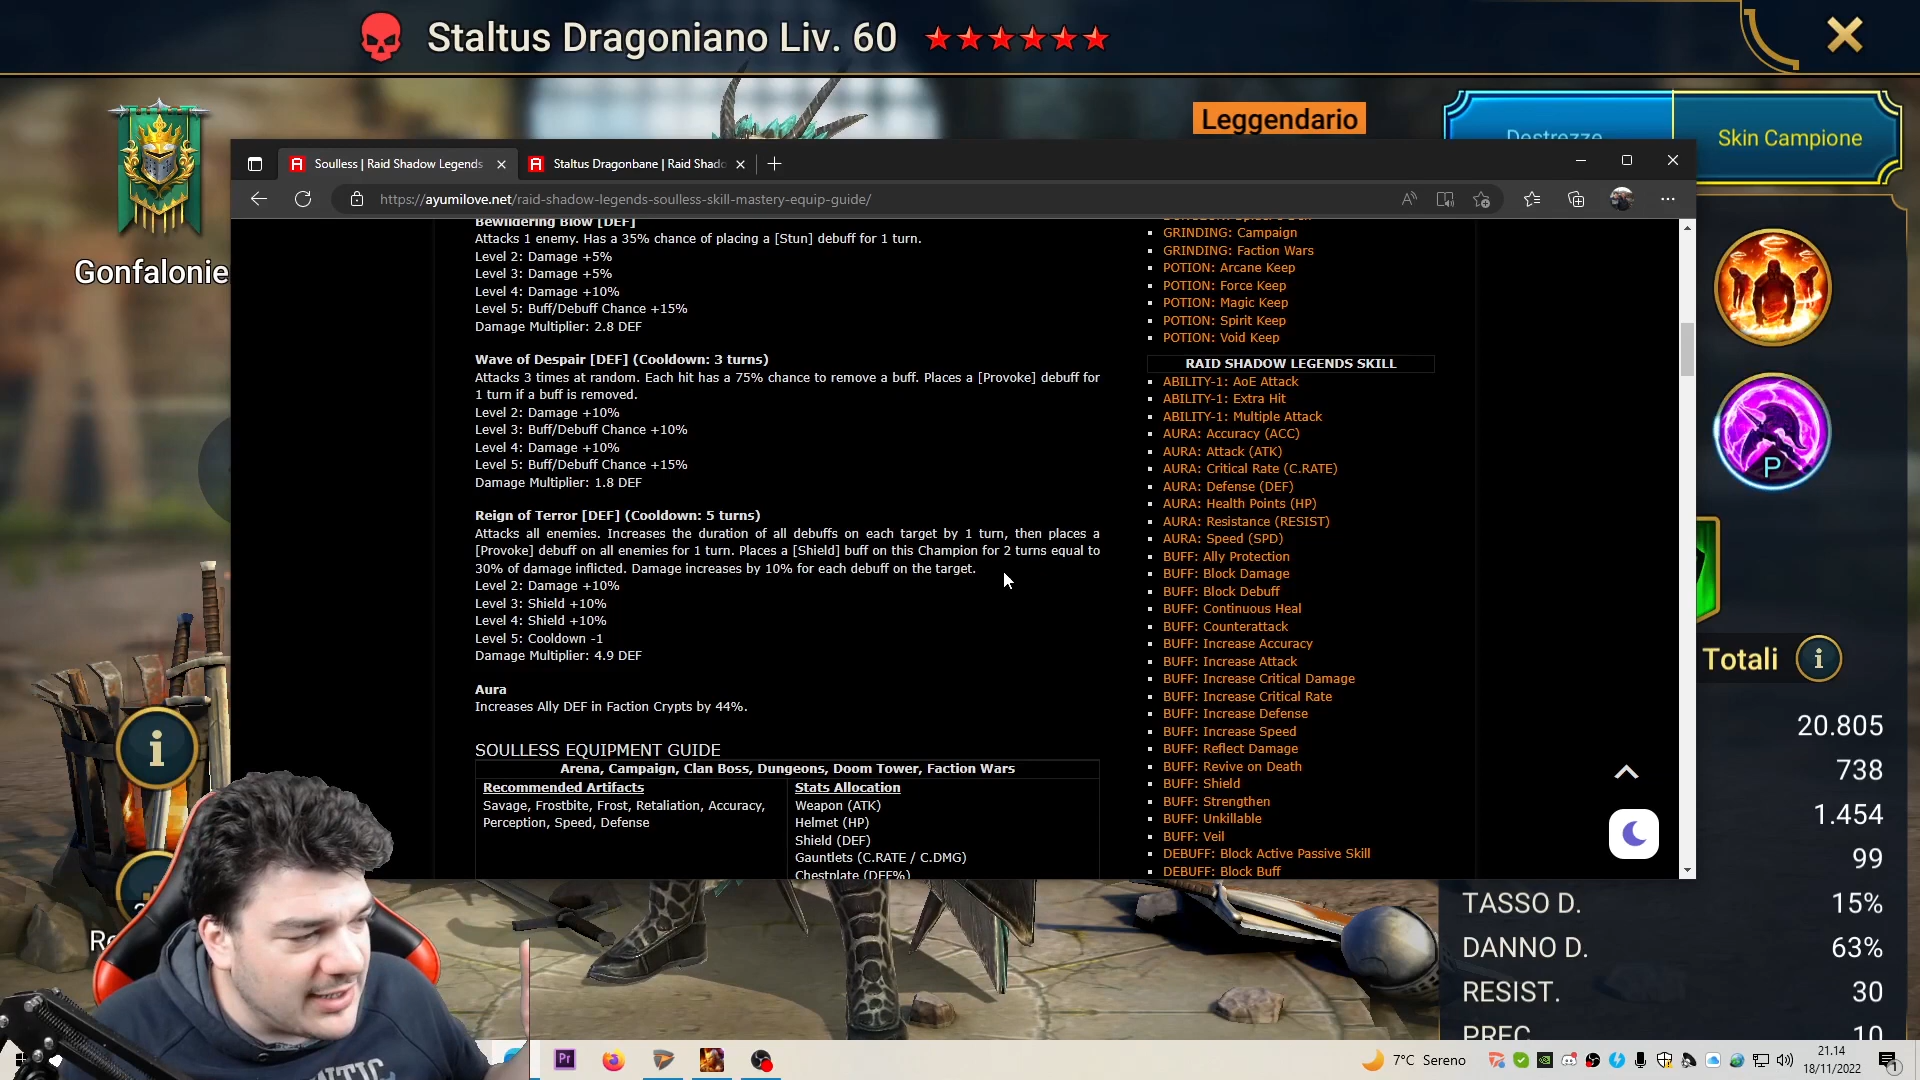 Staltus Dragoniano Liv. 60
Leggendario
Destrezze
Skin Campione
Gonfalonie
Soulless | Raid Shadow Legends
Staltus Dragonbane | Raid Shado
https://ayumilove.net/raid-shadow-legends-soulless-skill-mastery-equip-guide/
Bewildering Blow [DEF]
Attacks 1 enemy. Has a 35% chance of placing a [Stun] debuff for 1 turn.
Level 2: Damage +5%
Level 3: Damage +5%
Level 4: Damage +10%
Level 5: Buff/Debuff Chance +15%
Damage Multiplier: 2.8 DEF
Wave of Despair [DEF] (Cooldown: 3 turns)
Attacks 3 times at random. Each hit has a 75% chance to remove a buff. Places a [Provoke] debuff for
1 turn if a buff is removed.
Level 2: Damage +10%
Level 3: Buff/Debuff Chance +10%
Level 4: Damage +10%
Level 5: Buff/Debuff Chance +15%
Damage Multiplier: 1.8 DEF
Reign of Terror [DEF] (Cooldown: 5 turns)
Attacks all enemies. Increases the duration of all debuffs on each target by 1 turn, then places a
[Provoke] debuff on all enemies for 1 turn. Places a [Shield] buff on this Champion for 2 turns equal to
30% of damage inflicted. Damage increases by 10% for each debuff on the target.
Level 2: Damage +10%
Level 3: Shield +10%
Level 4: Shield +10%
Level 5: Cooldown -1
Damage Multiplier: 4.9 DEF
Aura
Increases Ally DEF in Faction Crypts by 44%.
SOULLESS EQUIPMENT GUIDE
Arena, Campaign, Clan Boss, Dungeons, Doom Tower, Faction Wars
Recommended Artifacts
Savage, Frostbite, Frost, Retaliation, Accuracy,
Perception, Speed, Defense
Stats Allocation
Weapon (ATK)
Helmet (HP)
Shield (DEF)
Gauntlets (C.RATE / C.DMG)
Chestplate (DEF%)
GRINDING: Campaign
GRINDING: Faction Wars
POTION: Arcane Keep
POTION: Force Keep
POTION: Magic Keep
POTION: Spirit Keep
POTION: Void Keep
RAID SHADOW LEGENDS SKILL
ABILITY-1: AoE Attack
ABILITY-1: Extra Hit
ABILITY-1: Multiple Attack
AURA: Accuracy (ACC)
AURA: Attack (ATK)
AURA: Critical Rate (C.RATE)
AURA: Defense (DEF)
AURA: Health Points (HP)
AURA: Resistance (RESIST)
AURA: Speed (SPD)
BUFF: Ally Protection
BUFF: Block Damage
BUFF: Block Debuff
BUFF: Continuous Heal
BUFF: Counterattack
BUFF: Increase Accuracy
BUFF: Increase Attack
BUFF: Increase Critical Damage
BUFF: Increase Critical Rate
BUFF: Increase Defense
BUFF: Increase Speed
BUFF: Reflect Damage
BUFF: Revive on Death
BUFF: Shield
BUFF: Strengthen
BUFF: Unkillable
BUFF: Veil
DEBUFF: Block Active Passive Skill
DEBUFF: Block Buff
P
Totali
20.805
738
1.454
99
TASSO D. 15%
DANNO D. 63%
RESIST. 30
PREC. 10
Pr
7°C Sereno
21.14
18/11/2022